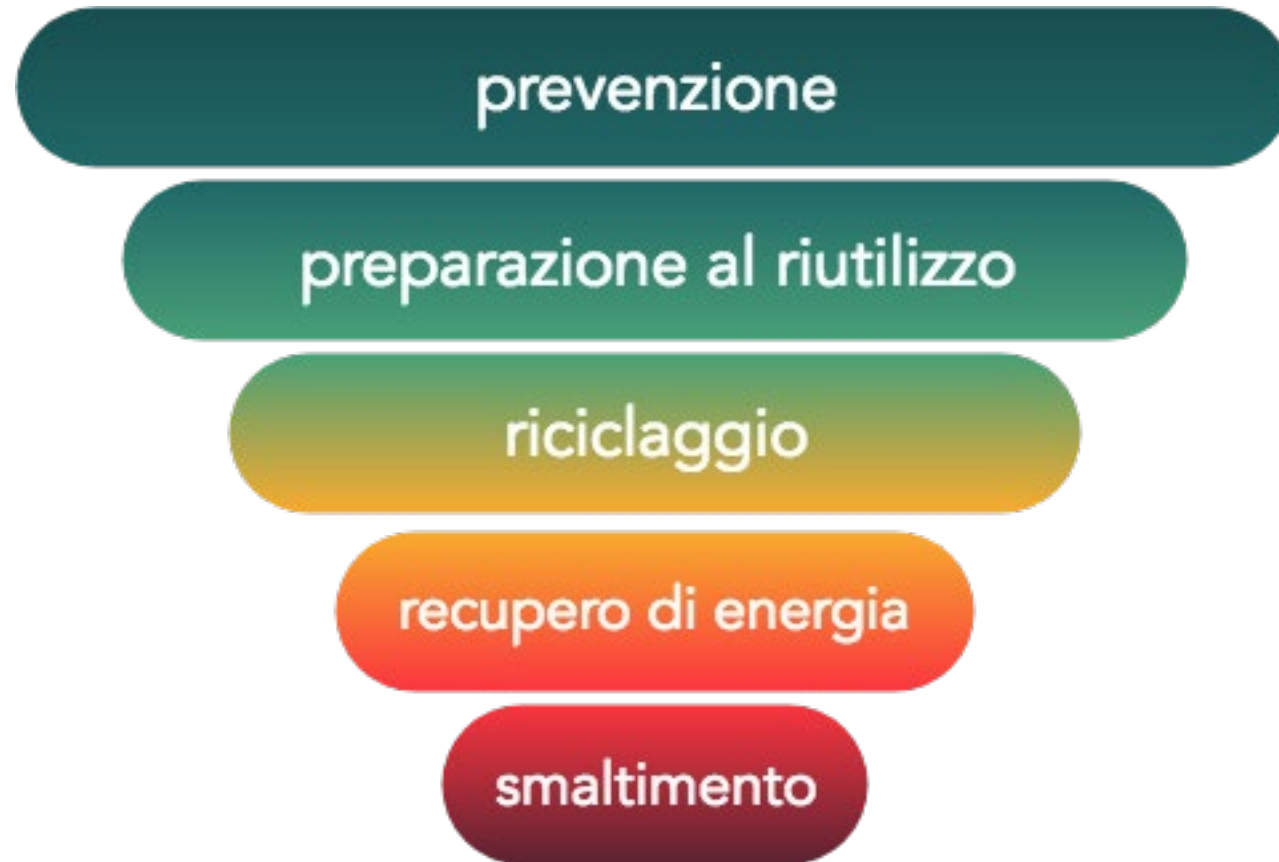 prevenzione
preparazione al riutilizzo
riciclaggio
recupero di energia
smaltimento